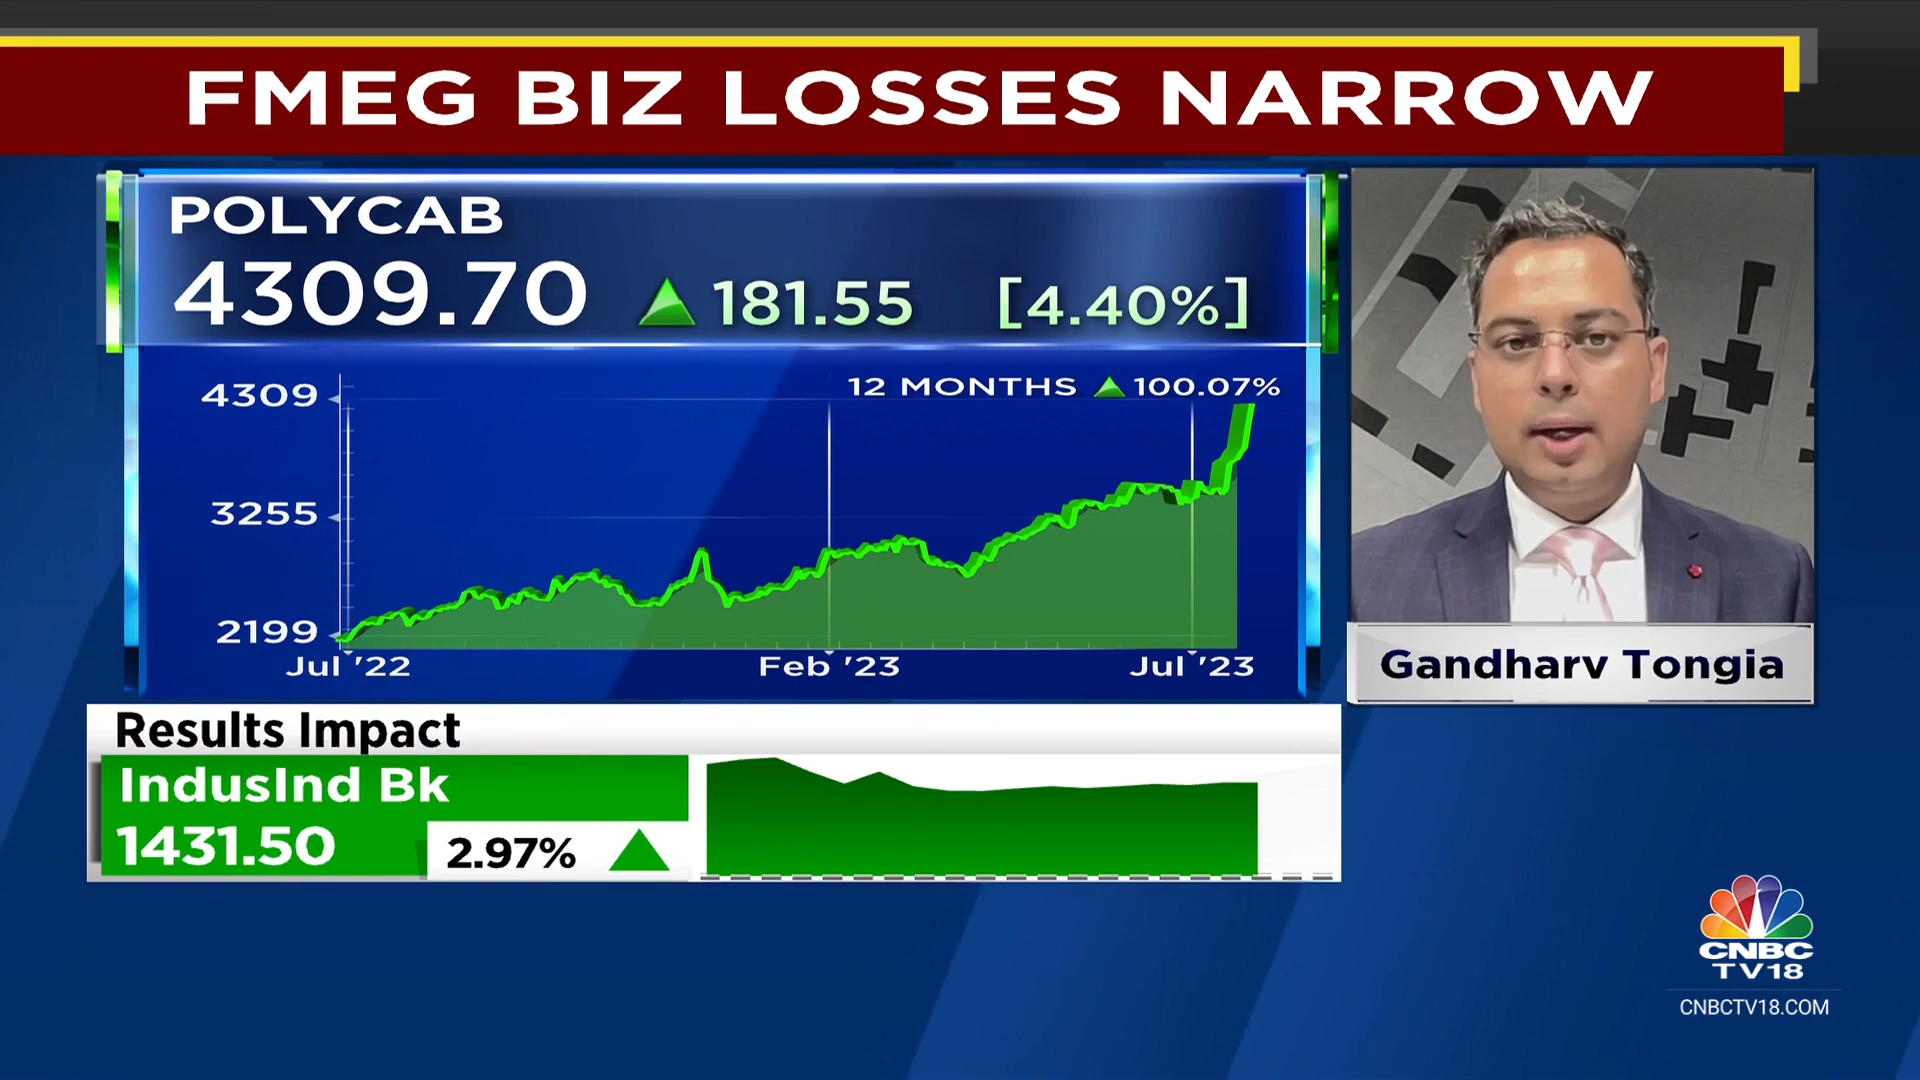 FMEG BIZ LOSSES NARROW
POLYCAB
4309.70 ▲ 181.55 [4.40%]
12 MONTHS ▲ 100.07%
4309
3255
2199
Jul '22 Feb '23 Jul '23
Gandharv Tongia
Results Impact
IndusInd Bk
1431.50 2.97% ▲
CNBC
TV18
CNBCTV18.COM